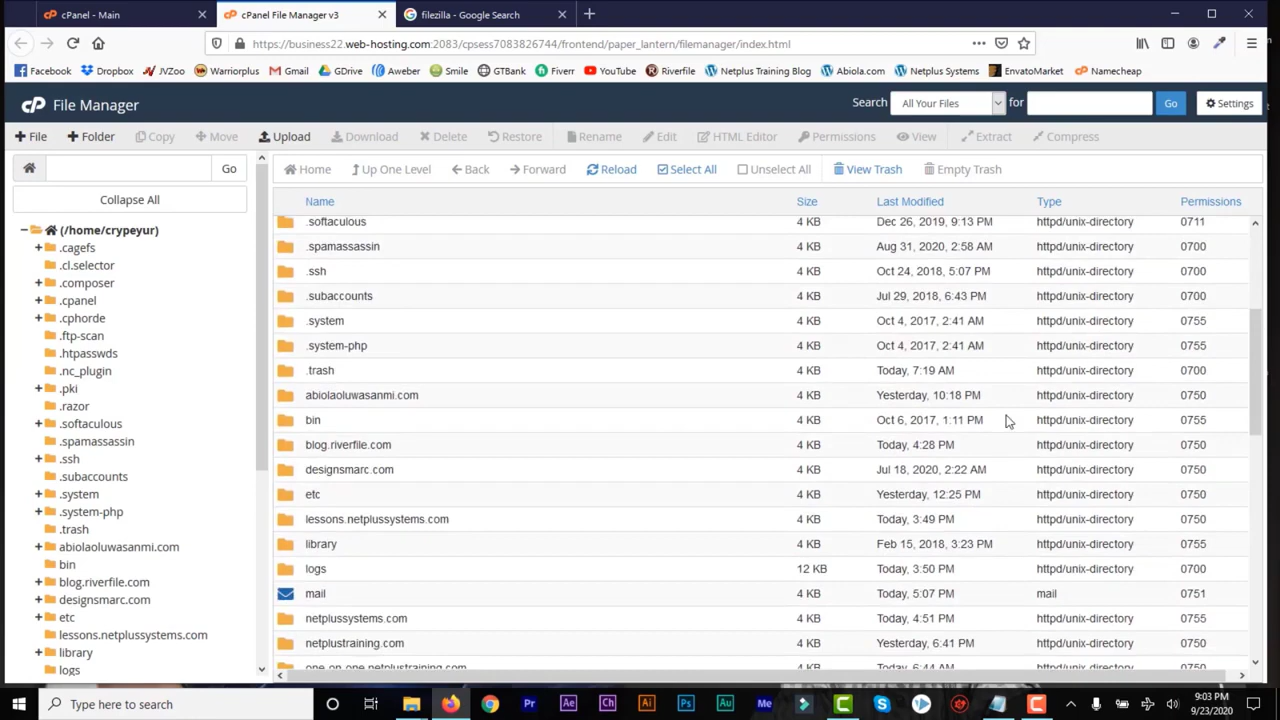 cPanel - Main
cPanel File Manager v3
filezilla - Google Search
https://business22.web-hosting.com:2083/cpsess7083826744/frontend/paper_lantern/filemanager/index.html
Facebook Dropbox JVZoo Warriorplus Gmail GDrive Aweber Smile GTBank Fiverr YouTube Riverfile Netplus Training Blog Abiola.com Netplus Systems EnvatoMarket Namecheap
cP File Manager
Search All Your Files for Go Settings
+ File + Folder Copy Move Upload Download Delete Restore Rename Edit HTML Editor Permissions View Extract Compress
Go
Home Up One Level Back Forward Reload Select All Unselect All View Trash Empty Trash
Collapse All
(/home/crypeyur)
.cagefs
.cl.selector
.composer
.cpanel
.cphorde
.ftp-scan
.htpasswds
.nc_plugin
.pki
.razor
.softaculous
.spamassassin
.ssh
.subaccounts
.system
.system-php
.trash
abiolaoluwasanmi.com
bin
blog.riverfile.com
designsmarc.com
etc
lessons.netplussystems.com
library
logs
Name Size Last Modified Type Permissions
.softaculous 4 KB Dec 26, 2019, 9:13 PM httpd/unix-directory 0711
.spamassassin 4 KB Aug 31, 2020, 2:58 AM httpd/unix-directory 0700
.ssh 4 KB Oct 24, 2018, 5:07 PM httpd/unix-directory 0700
.subaccounts 4 KB Jul 29, 2018, 6:43 PM httpd/unix-directory 0700
.system 4 KB Oct 4, 2017, 2:41 AM httpd/unix-directory 0755
.system-php 4 KB Oct 4, 2017, 2:41 AM httpd/unix-directory 0755
.trash 4 KB Today, 7:19 AM httpd/unix-directory 0700
abiolaoluwasanmi.com 4 KB Yesterday, 10:18 PM httpd/unix-directory 0750
bin 4 KB Oct 6, 2017, 1:11 PM httpd/unix-directory 0755
blog.riverfile.com 4 KB Today, 4:28 PM httpd/unix-directory 0750
designsmarc.com 4 KB Jul 18, 2020, 2:22 AM httpd/unix-directory 0750
etc 4 KB Yesterday, 12:25 PM httpd/unix-directory 0750
lessons.netplussystems.com 4 KB Today, 3:49 PM httpd/unix-directory 0750
library 4 KB Feb 15, 2018, 3:23 PM httpd/unix-directory 0755
logs 12 KB Today, 3:50 PM httpd/unix-directory 0700
mail 4 KB Today, 5:07 PM mail 0751
netplussystems.com 4 KB Today, 4:51 PM httpd/unix-directory 0755
netplustraining.com 4 KB Yesterday, 6:41 PM httpd/unix-directory 0750
one-on-one.netplustraining.com 4 KB Today, 6:44 AM httpd/unix-directory 0750
Type here to search
Pr Ae Ch Ai Ps Au Me
9:03 PM
9/23/2020